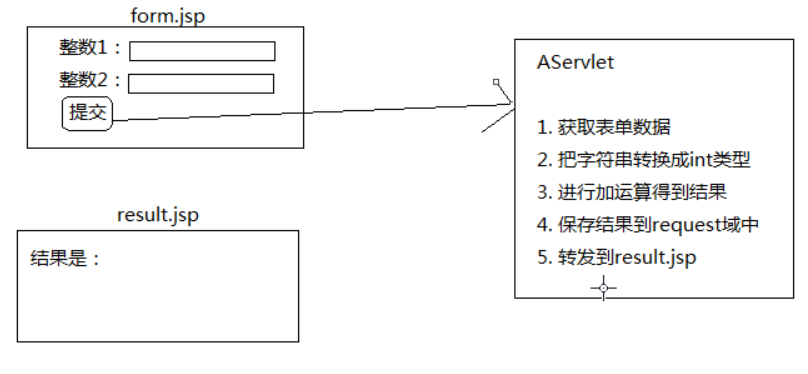 form.jsp
整数1：
整数2：
提交
AServlet
1. 获取表单数据
2. 把字符串转换成int类型
3. 进行加运算得到结果
4. 保存结果到request域中
5. 转发到result.jsp
result.jsp
结果是：